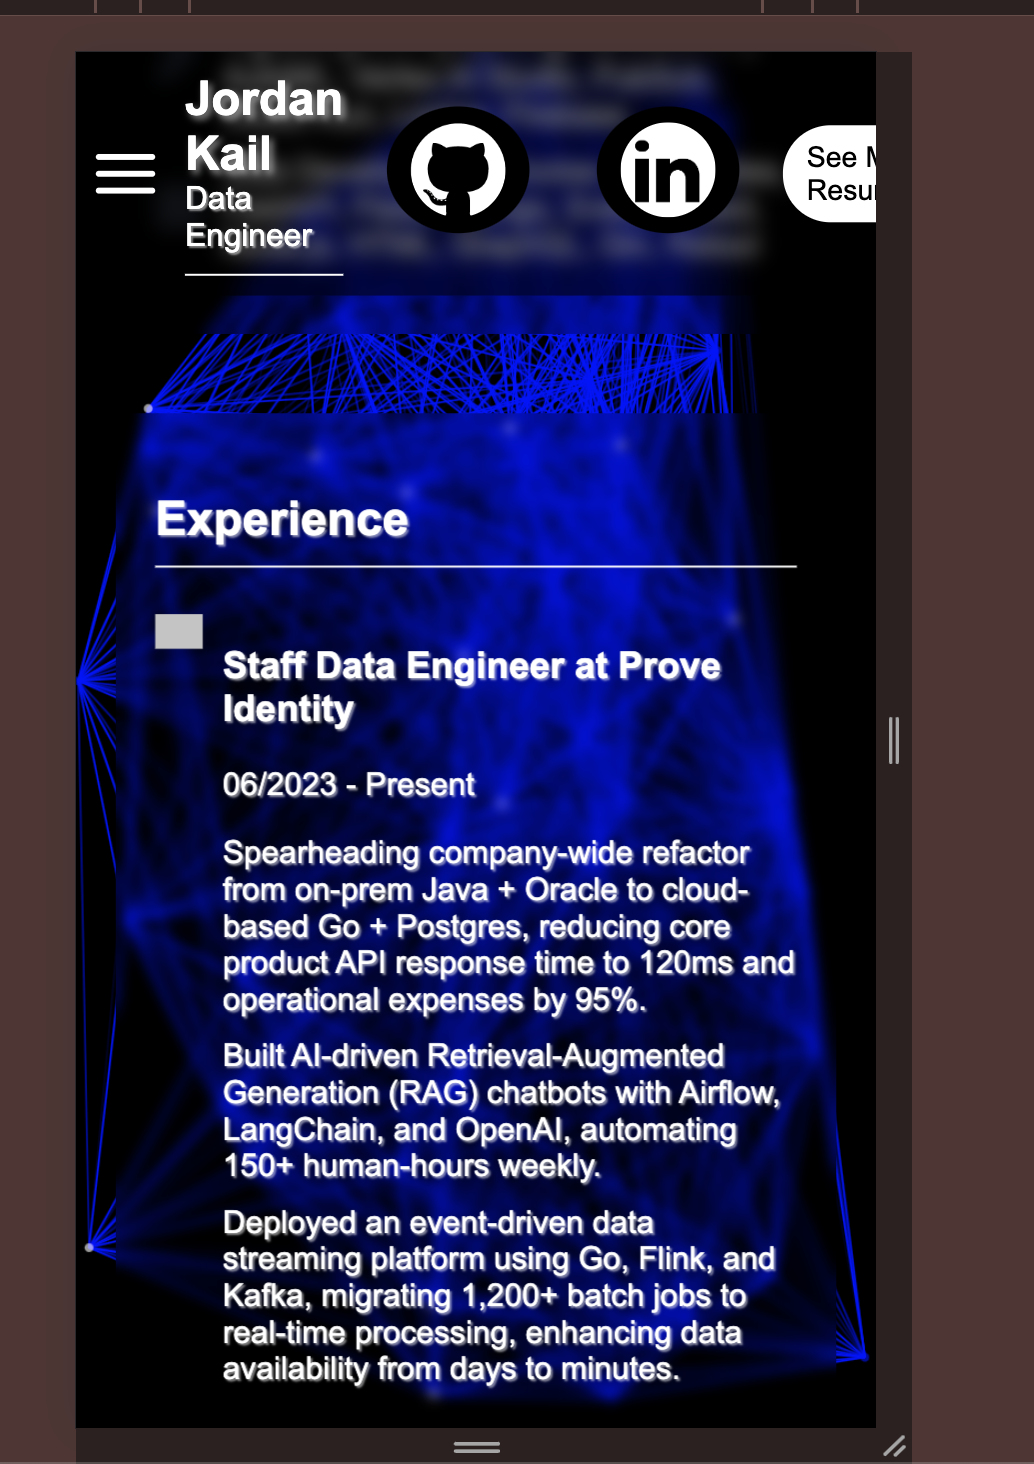 Jordan
Kail
Data
Engineer
in
See
Experience
Staff Data Engineer at Prove
Identity
06/2023 - Present
Spearheading company-wide refactor
from on-prem Java + Oracle to cloud-
based Go + Postgres, reducing core
product API response time to 120ms and
operational expenses by 95%.
Built AI-driven Retrieval-Augmented
Generation (RAG) chatbots with Airflow,
LangChain, and OpenAI, automating
150+ human-hours weekly.
Deployed an event-driven data
streaming platform using Go, Flink, and
Kafka, migrating 1,200+ batch jobs to
real-time processing, enhancing data
availability from days to minutes.